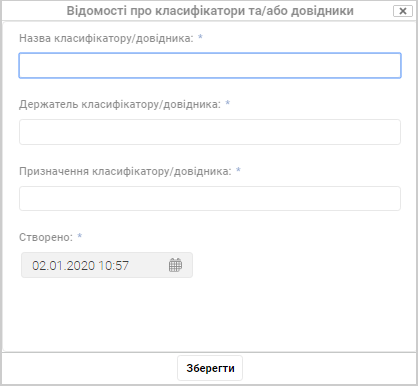 Відомості про класифікатори та/або довідники
Назва класифікатору/довідника: *
Держатель класифікатору/довідника: *
Призначення класифікатору/довідника: *
Створено: *
02.01.2020 10:57
Зберегти